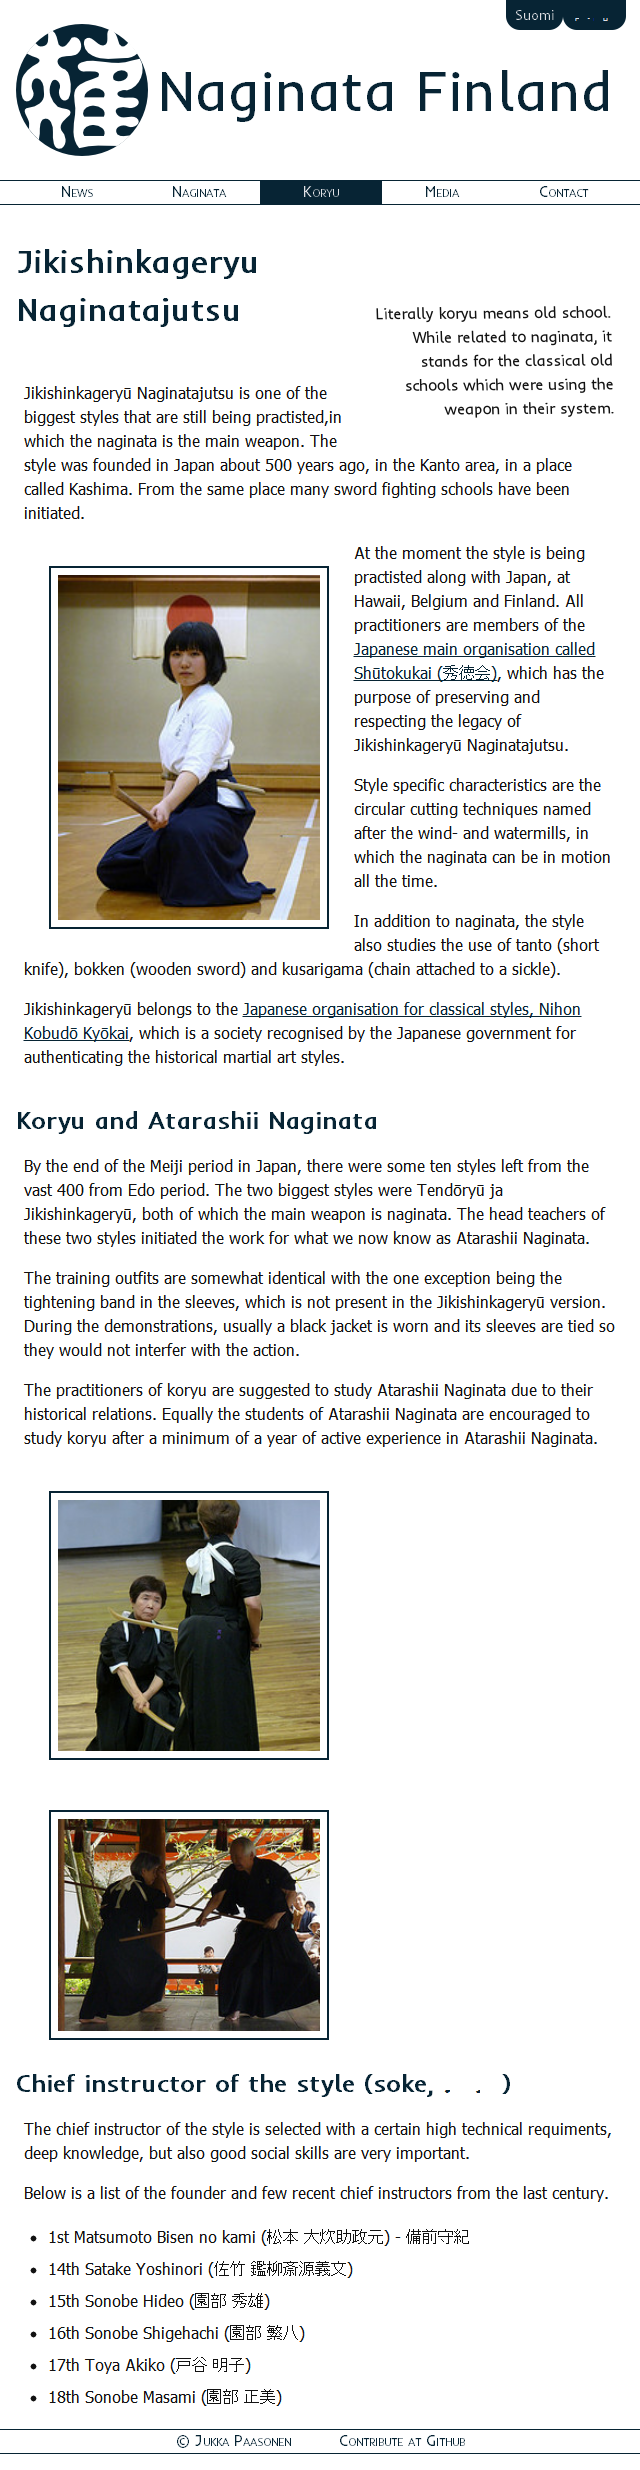 Suomi
Naginata Finland
News Naginata Koryu Media Contact
Jikishinkageryu
Naginatajutsu
Literally koryu means old school.
While related to naginata, it
stands for the classical old
schools which were using the
weapon in their system.
Jikishinkageryū Naginatajutsu is one of the
biggest styles that are still being practisted,in
which the naginata is the main weapon. The
style was founded in Japan about 500 years ago, in the Kanto area, in a place
called Kashima. From the same place many sword fighting schools have been
initiated.
At the moment the style is being
practisted along with Japan, at
Hawaii, Belgium and Finland. All
practitioners are members of the
Japanese main organisation called
Shūtokukai (秀徳会), which has the
purpose of preserving and
respecting the legacy of
Jikishinkageryū Naginatajutsu.
Style specific characteristics are the
circular cutting techniques named
after the wind- and watermills, in
which the naginata can be in motion
all the time.
In addition to naginata, the style
also studies the use of tanto (short
knife), bokken (wooden sword) and kusarigama (chain attached to a sickle).
Jikishinkageryū belongs to the Japanese organisation for classical styles, Nihon
Kobudō Kyōkai, which is a society recognised by the Japanese government for
authenticating the historical martial art styles.
Koryu and Atarashii Naginata
By the end of the Meiji period in Japan, there were some ten styles left from the
vast 400 from Edo period. The two biggest styles were Tendōryū ja
Jikishinkageryū, both of which the main weapon is naginata. The head teachers of
these two styles initiated the work for what we now know as Atarashii Naginata.
The training outfits are somewhat identical with the one exception being the
tightening band in the sleeves, which is not present in the Jikishinkageryū version.
During the demonstrations, usually a black jacket is worn and its sleeves are tied so
they would not interfer with the action.
The practitioners of koryu are suggested to study Atarashii Naginata due to their
historical relations. Equally the students of Atarashii Naginata are encouraged to
study koryu after a minimum of a year of active experience in Atarashii Naginata.
Chief instructor of the style (soke, )
The chief instructor of the style is selected with a certain high technical requiments,
deep knowledge, but also good social skills are very important.
Below is a list of the founder and few recent chief instructors from the last century.
• 1st Matsumoto Bisen no kami (松本 大炊助政元) - 備前守紀
• 14th Satake Yoshinori (佐竹 鑑柳斎源義文)
• 15th Sonobe Hideo (園部 秀雄)
• 16th Sonobe Shigehachi (園部 繁八)
• 17th Toya Akiko (戸谷 明子)
• 18th Sonobe Masami (園部 正美)
© Jukka Paasonen Contribute at Github